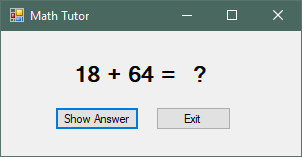 Math Tutor
18 + 64 = ?
Show Answer Exit